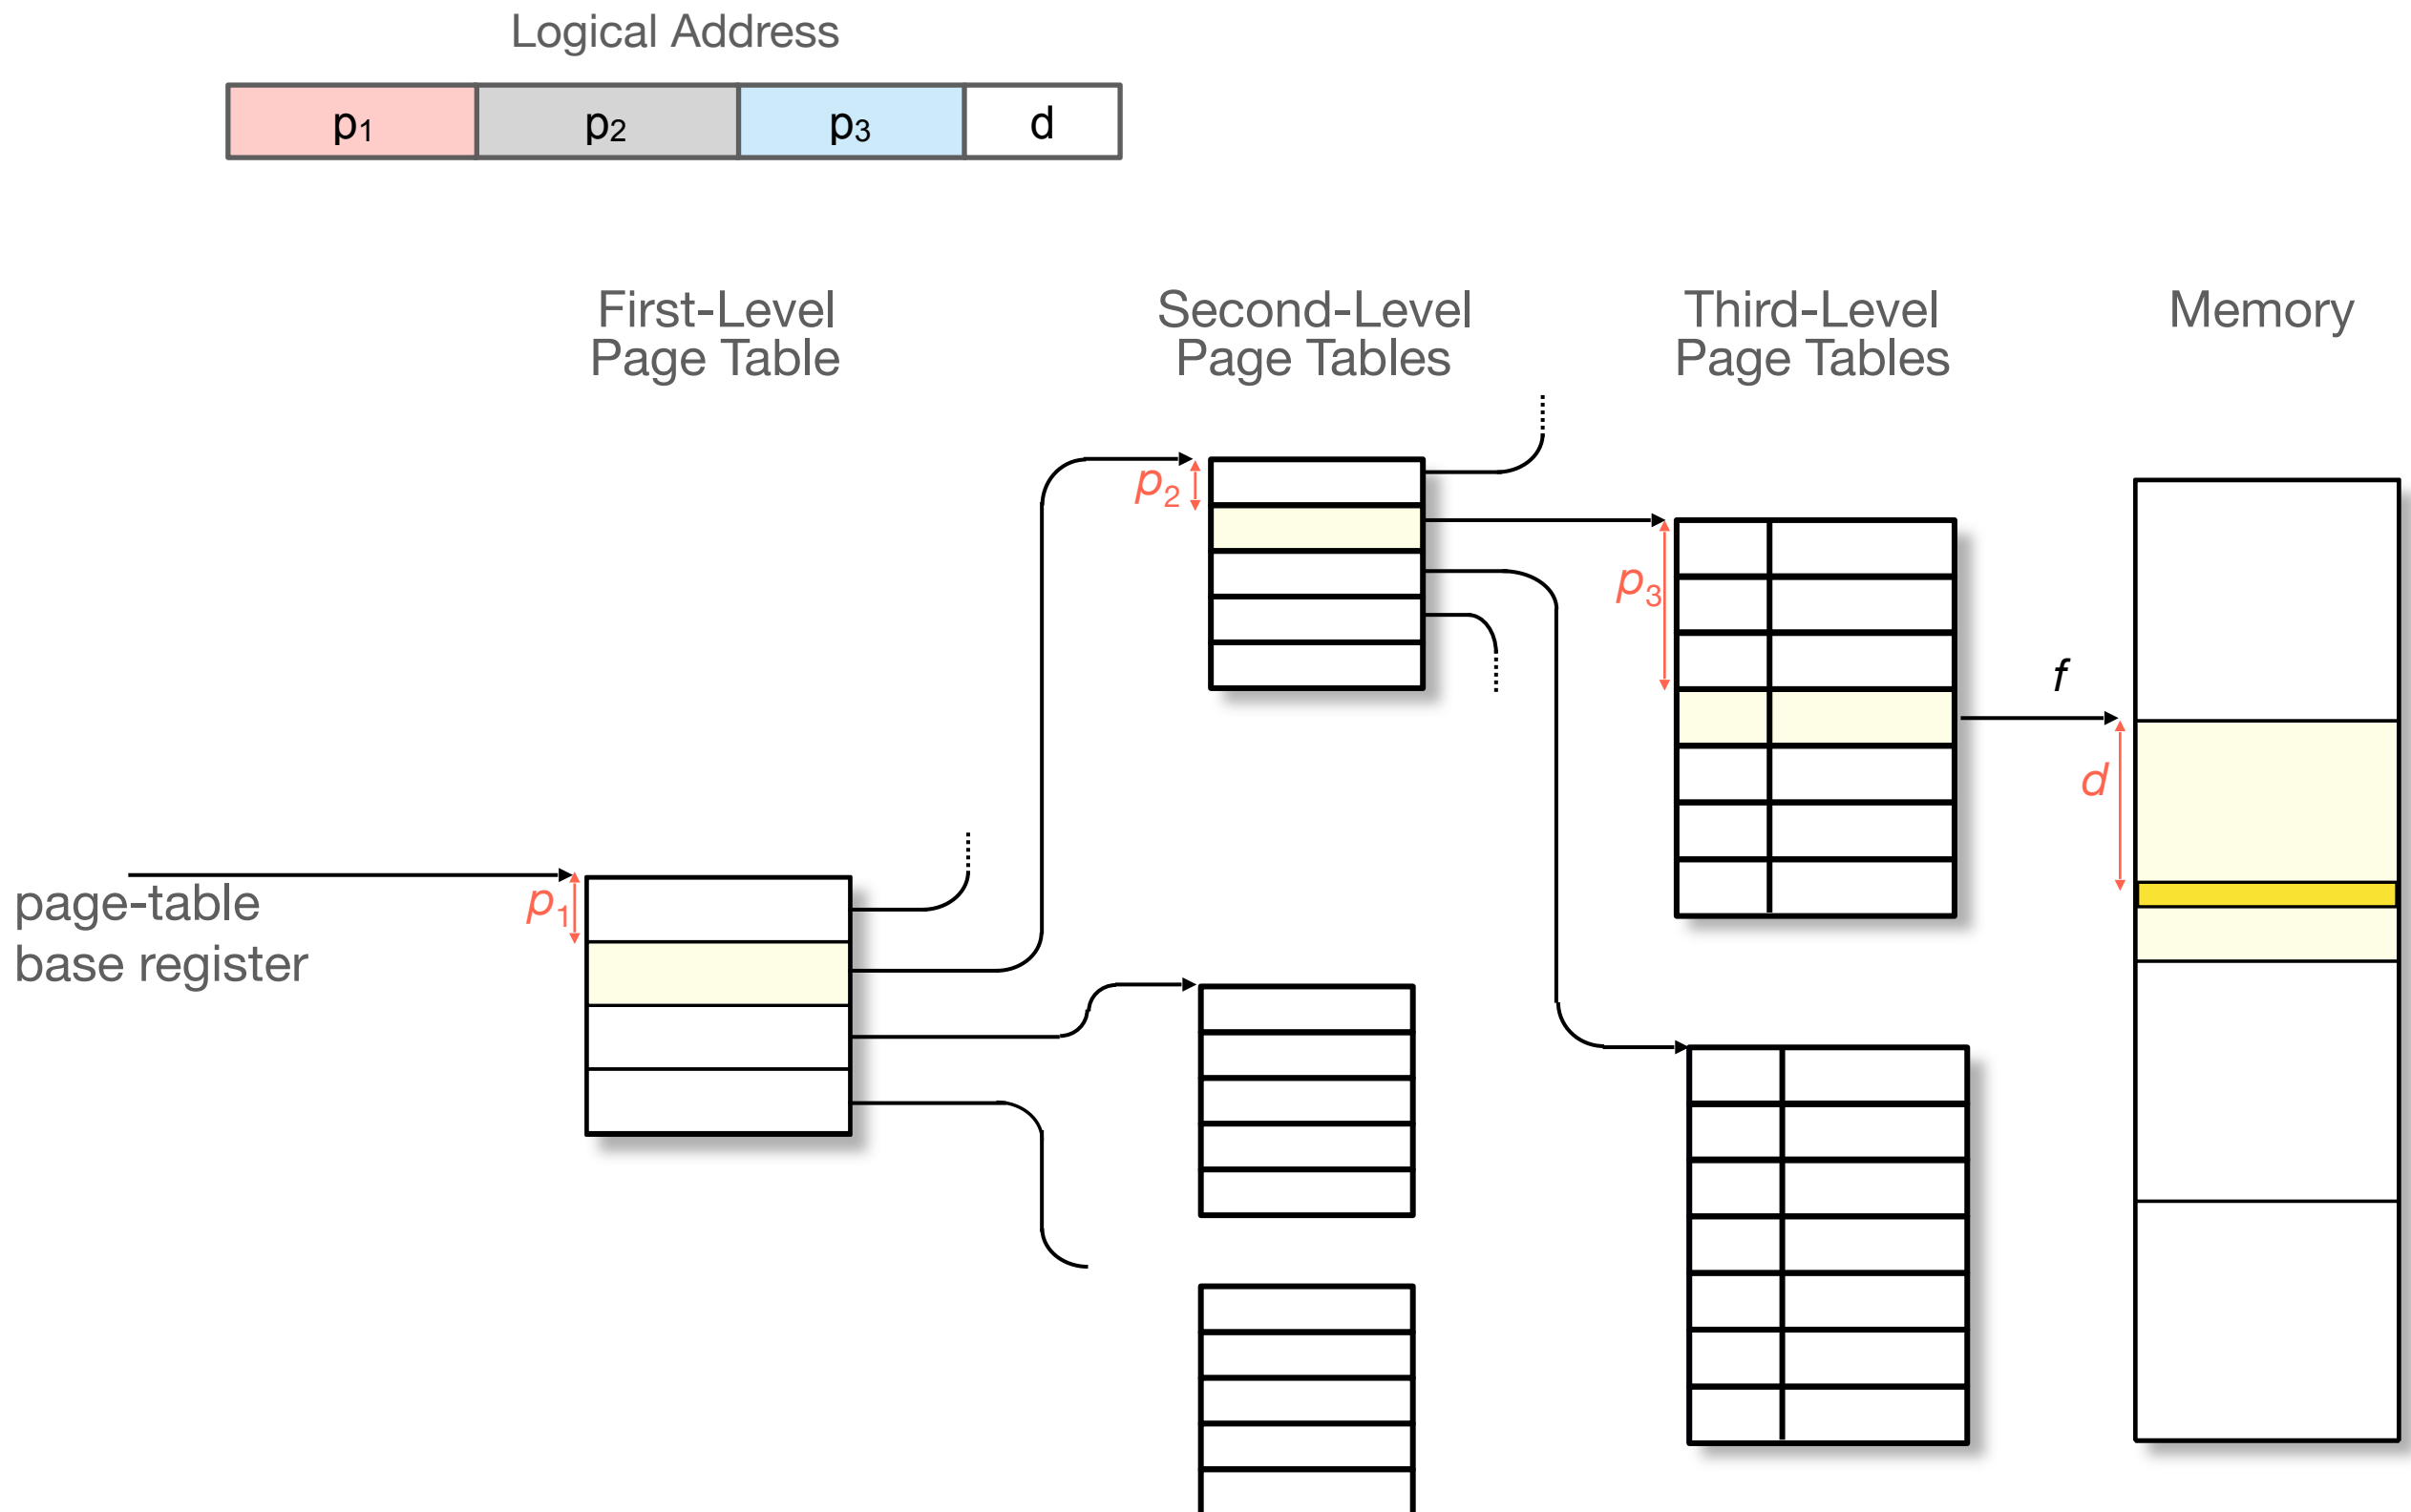 Logical Address
p₁ p₂ p₃ d
First-Level
Page Table
Second-Level
Page Tables
Third-Level
Page Tables
Memory
p₂
p₃
f
d
p₁
page-table
base register